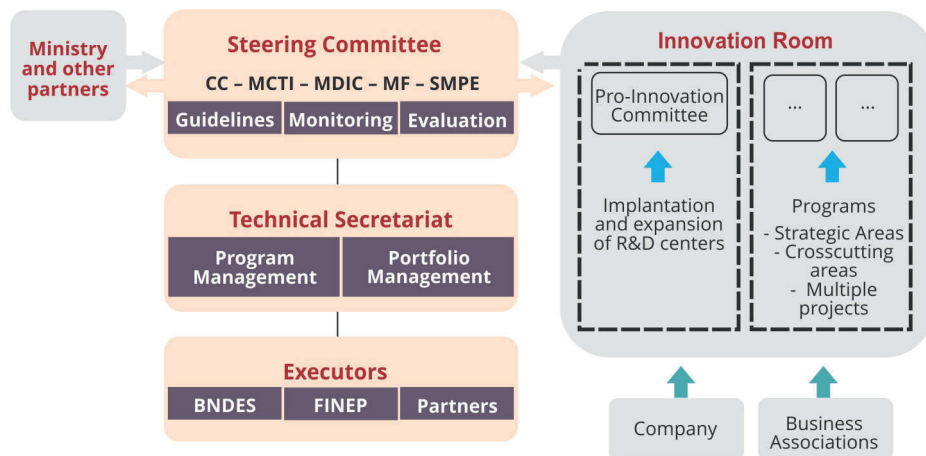 Ministry
and other
partners
Steering Committee
CC – MCTI – MDIC – MF – SMPE
Guidelines
Monitoring
Evaluation
Technical Secretariat
Program
Management
Portfolio
Management
Executors
BNDES
FINEP
Partners
Innovation Room
Pro-Innovation
Committee
Implantation
and expansion
of R&D centers
...
...
Programs
- Strategic Areas
- Crosscutting
areas
- Multiple
projects
Company
Business
Associations